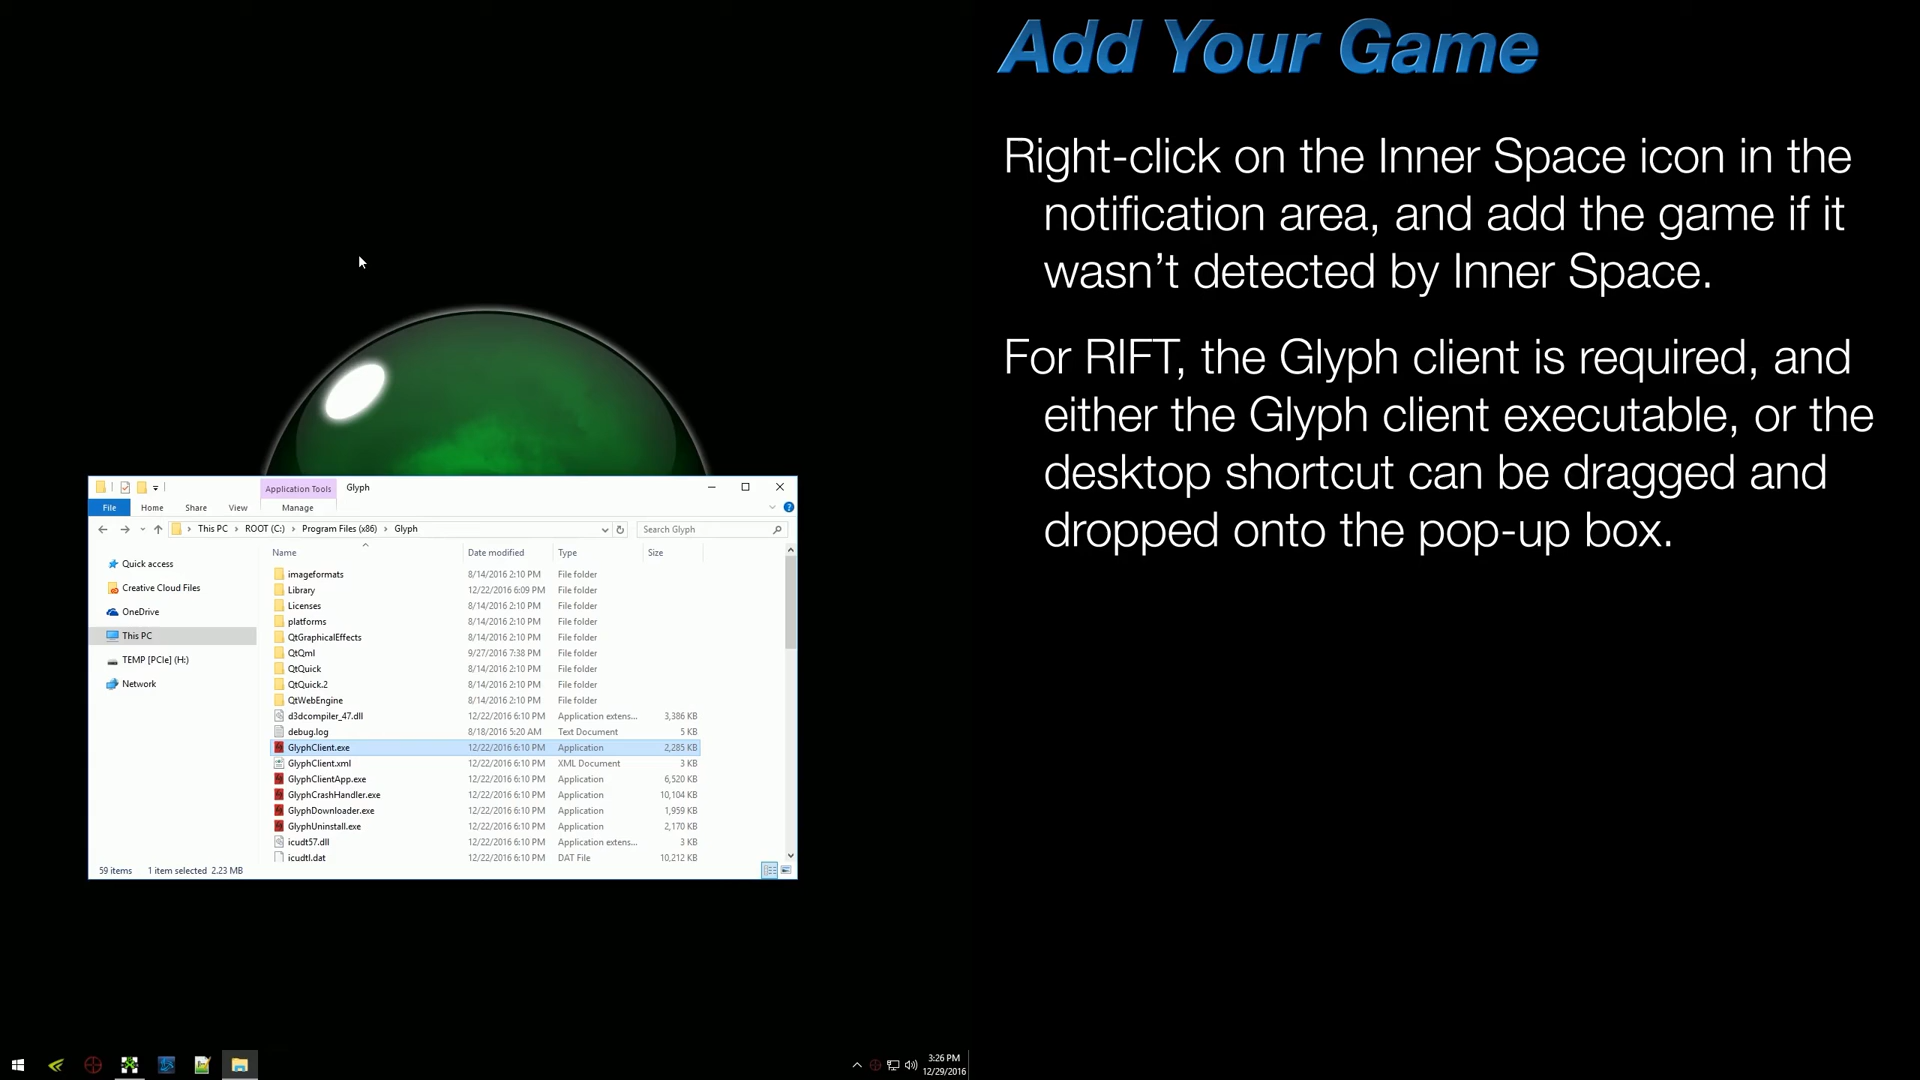 Add Your Game
Right-click on the Inner Space icon in the
notification area, and add the game if it
wasn't detected by Inner Space.
For RIFT, the Glyph client is required, and
either the Glyph client executable, or the
desktop shortcut can be dragged and
dropped onto the pop-up box.
Application Tools Glyph
File Home Share View Manage
This PC ROOT (C:) Program Files (x86) Glyph Search Glyph
Name Date modified Type Size
Quick access
Creative Cloud Files
OneDrive
This PC
TEMP [PCIe] (H:)
Network
imageformats 8/14/2016 2:10 PM File folder
Library 12/22/2016 6:09 PM File folder
Licenses 8/14/2016 2:10 PM File folder
platforms 8/14/2016 2:10 PM File folder
QtGraphicalEffects 8/14/2016 2:10 PM File folder
QtQml 9/27/2016 7:38 PM File folder
QtQuick 8/14/2016 2:10 PM File folder
QtQuick.2 8/14/2016 2:10 PM File folder
QtWebEngine 8/14/2016 2:10 PM File folder
d3dcompiler_47.dll 12/22/2016 6:10 PM Application extens... 3,386 KB
debug.log 8/18/2016 5:20 AM Text Document 5 KB
GlyphClient.exe 12/22/2016 6:10 PM Application 2,285 KB
GlyphClient.xml 12/22/2016 6:10 PM XML Document 3 KB
GlyphClientApp.exe 12/22/2016 6:10 PM Application 6,520 KB
GlyphCrashHandler.exe 12/22/2016 6:10 PM Application 10,104 KB
GlyphDownloader.exe 12/22/2016 6:10 PM Application 1,959 KB
GlyphUninstall.exe 12/22/2016 6:10 PM Application 2,170 KB
icudt57.dll 12/22/2016 6:10 PM Application extens... 3 KB
icudtl.dat 12/22/2016 6:10 PM DAT File 10,212 KB
59 items 1 item selected 2.23 MB
3:26 PM
12/29/2016